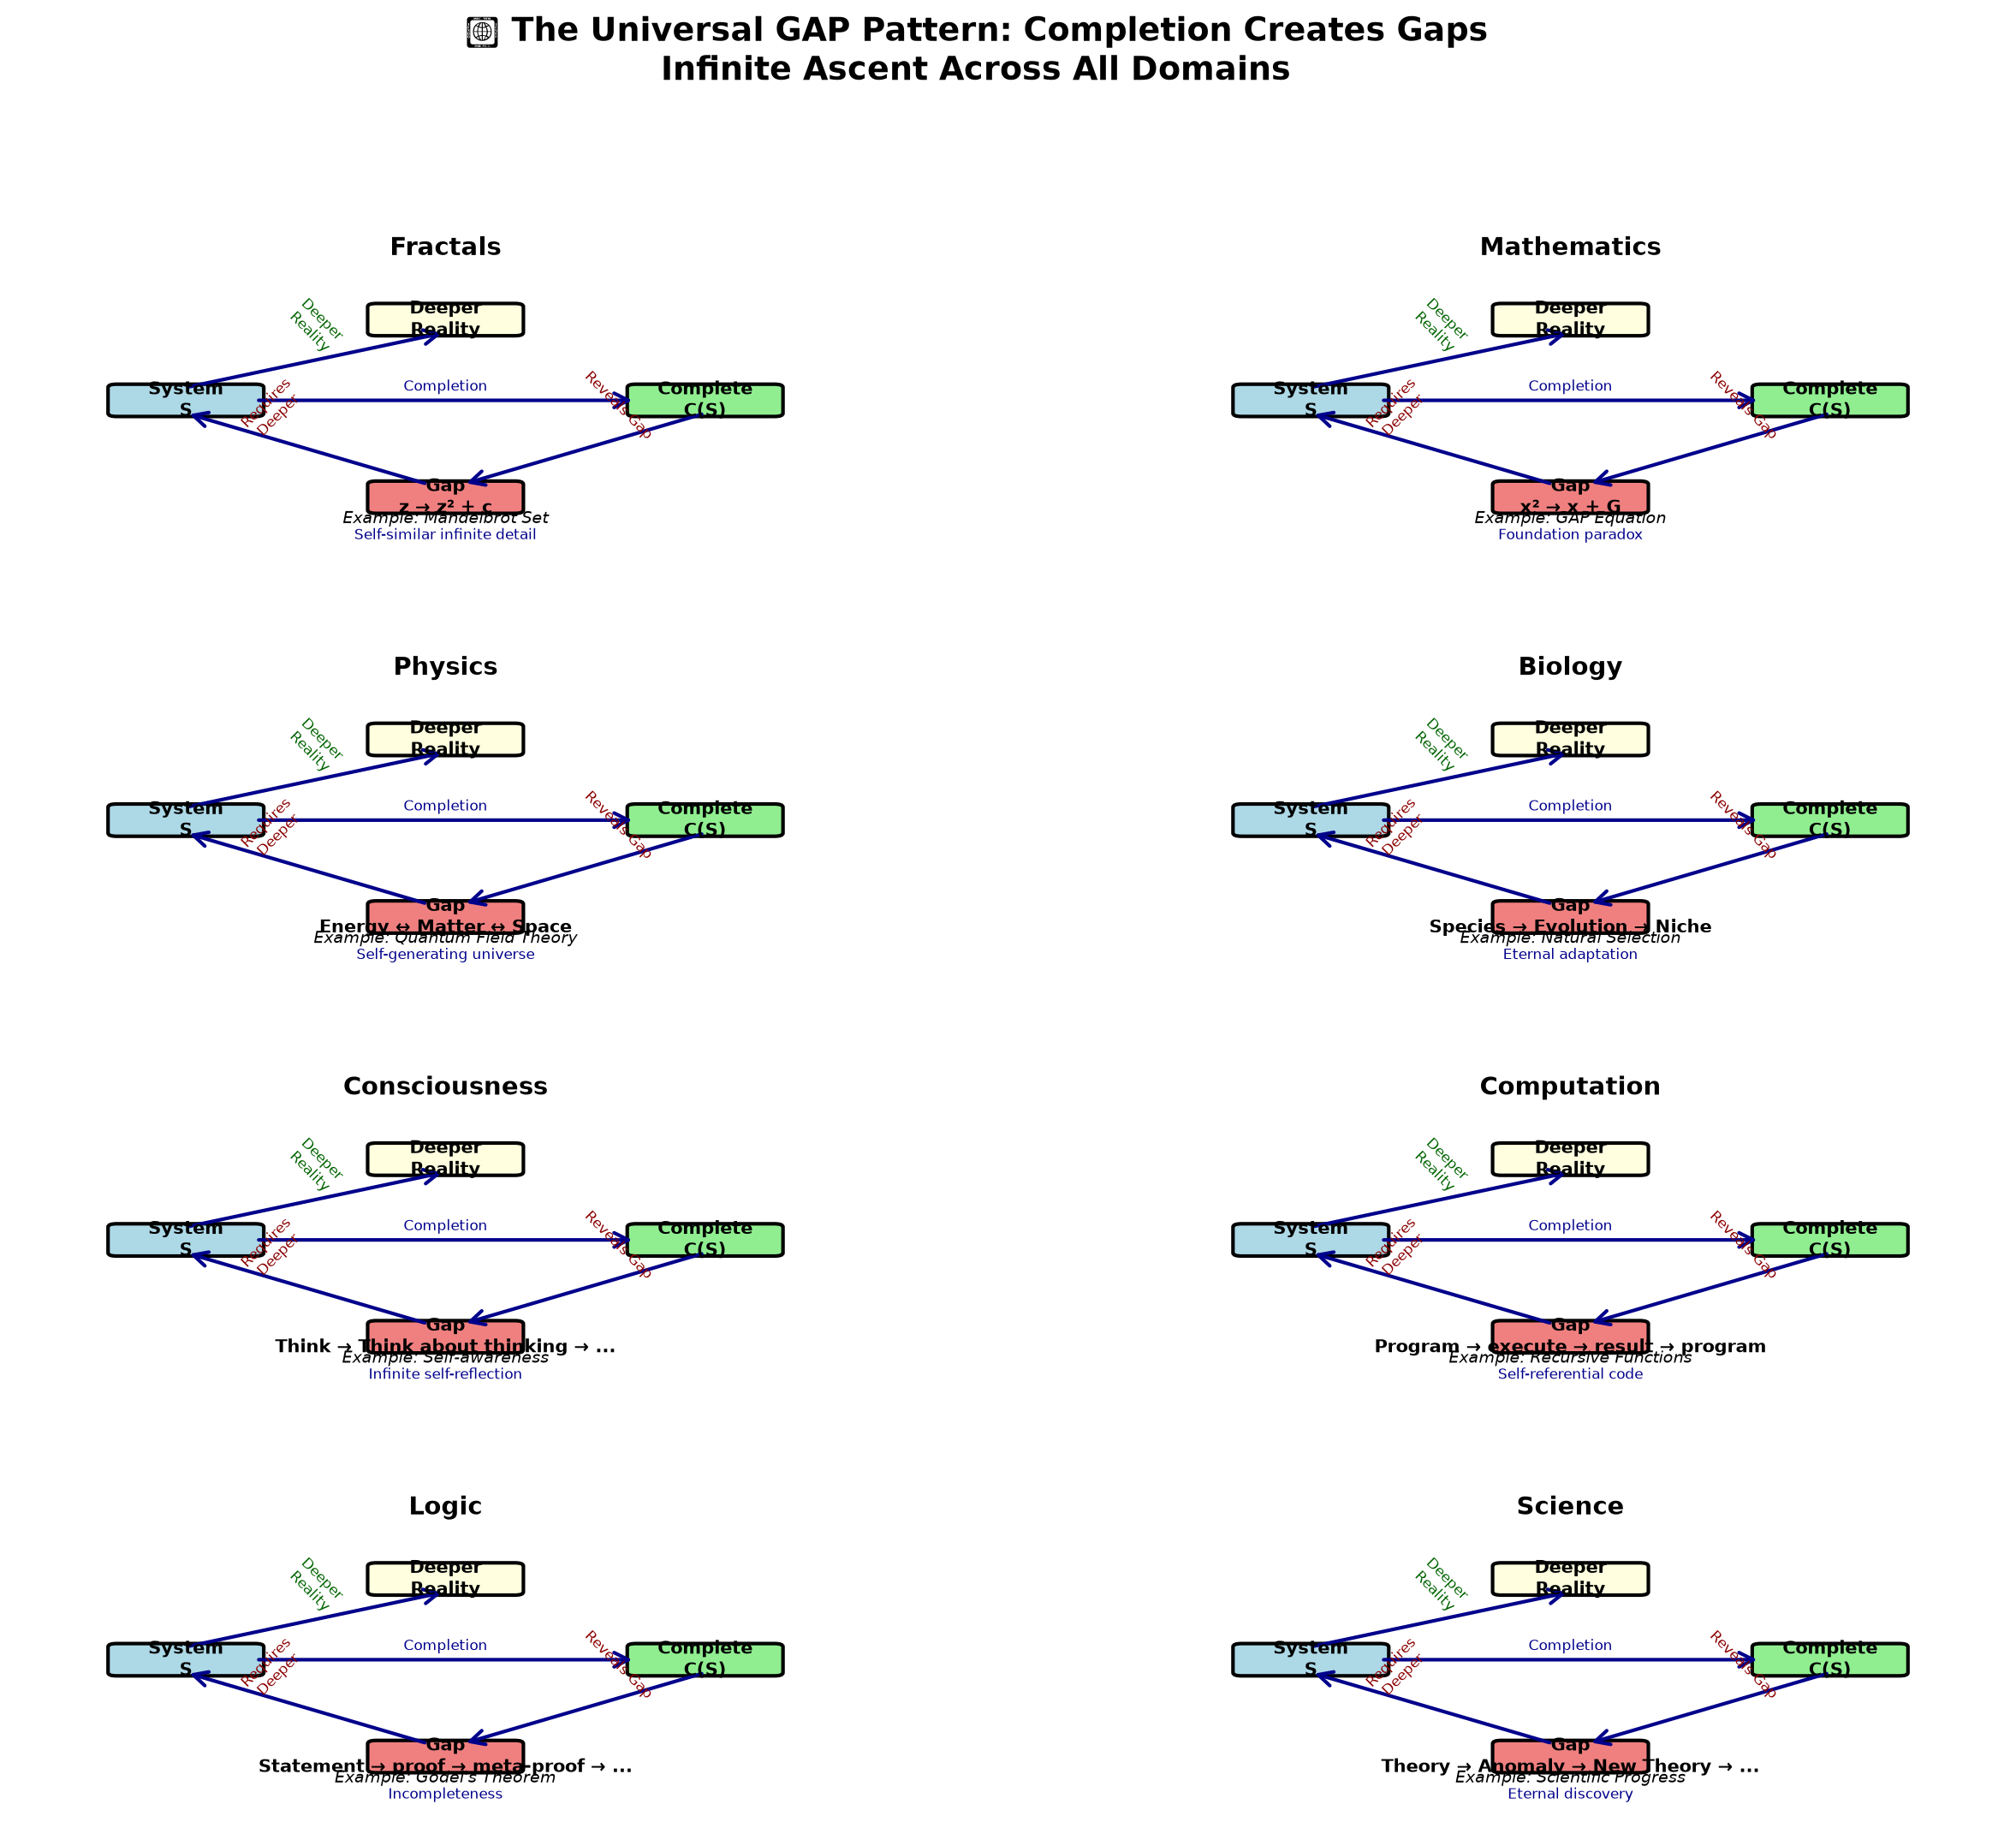 The Universal GAP Pattern: Completion Creates Gaps
Infinite Ascent Across All Domains
Fractals
Deeper
Reality
Deeper
Reality
System
S
Requires
Deeper
Completion
Reveals Gap
Complete
C(S)
Gap
z → z² + c
Example: Mandelbrot Set
Self-similar infinite detail
Mathematics
Deeper
Reality
Deeper
Reality
System
S
Requires
Deeper
Completion
Reveals Gap
Complete
C(S)
Gap
x² → x + G
Example: GAP Equation
Foundation paradox
Physics
Deeper
Reality
Deeper
Reality
System
S
Requires
Deeper
Completion
Reveals Gap
Complete
C(S)
Gap
Energy ↔ Matter ↔ Space
Example: Quantum Field Theory
Self-generating universe
Biology
Deeper
Reality
Deeper
Reality
System
S
Requires
Deeper
Completion
Reveals Gap
Complete
C(S)
Gap
Species → Evolution → Niche
Example: Natural Selection
Eternal adaptation
Consciousness
Deeper
Reality
Deeper
Reality
System
S
Requires
Deeper
Completion
Reveals Gap
Complete
C(S)
Gap
Think → Think about thinking → ...
Example: Self-awareness
Infinite self-reflection
Computation
Deeper
Reality
Deeper
Reality
System
S
Requires
Deeper
Completion
Reveals Gap
Complete
C(S)
Gap
Program → execute → result → program
Example: Recursive Functions
Self-referential code
Logic
Deeper
Reality
Deeper
Reality
System
S
Requires
Deeper
Completion
Reveals Gap
Complete
C(S)
Gap
Statement → proof → meta-proof → ...
Example: Gödel's Theorem
Incompleteness
Science
Deeper
Reality
Deeper
Reality
System
S
Requires
Deeper
Completion
Reveals Gap
Complete
C(S)
Gap
Theory → Anomaly → New Theory → ...
Example: Scientific Progress
Eternal discovery